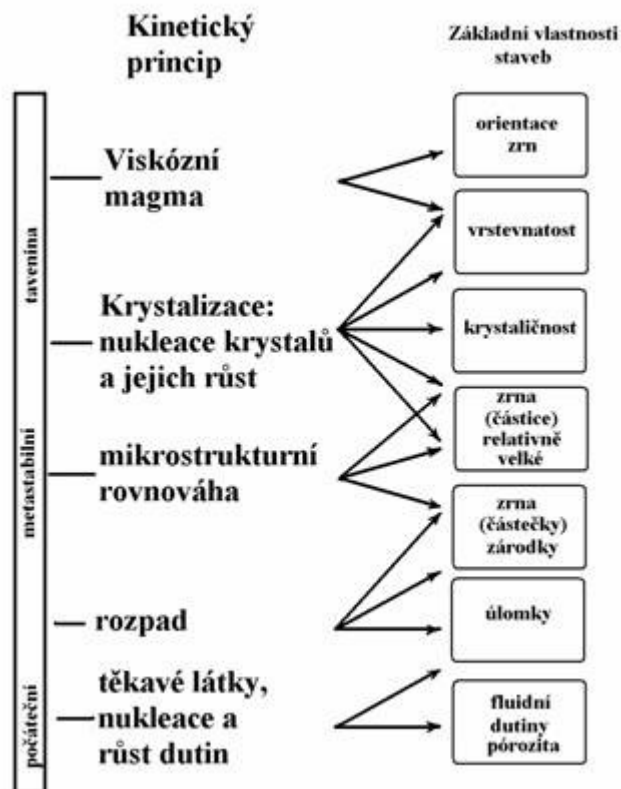 Kinetický
princip
Základní vlastnosti
staveb
tavenina
metastabilní
počáteční
Viskózní
magma
Krystalizace:
nukleace krystalů
a jejich růst
mikrostrukturní
rovnováha
rozpad
těkavé látky,
nukleace a
růst dutin
orientace
zrn
vrstevnatost
krystaličnost
zrna
(částice)
relativně
velké
zrna
(částečky)
zárodky
úlomky
fluidní
dutiny
pórozita